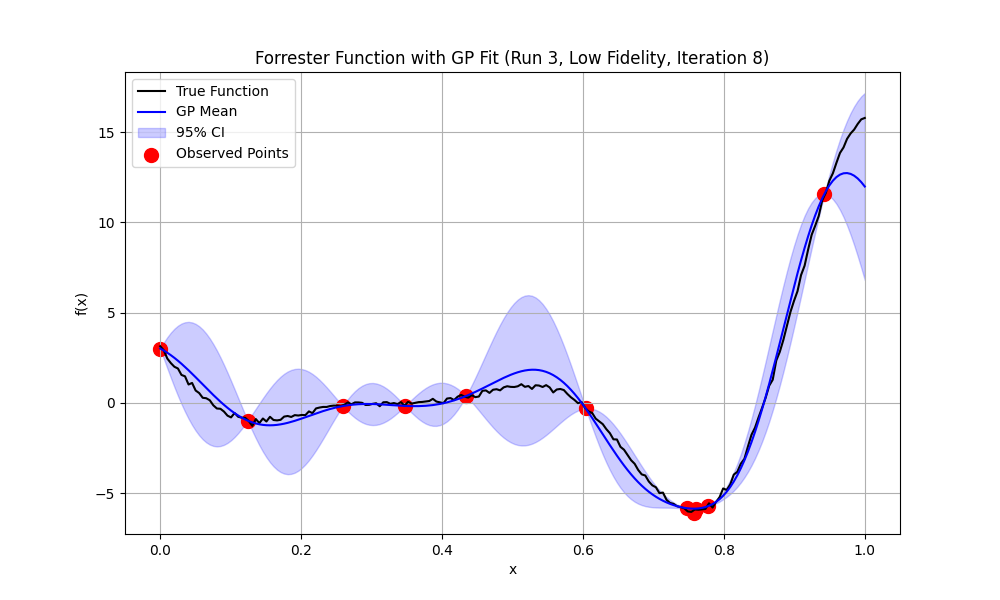 Forrester Function with GP Fit (Run 3, Low Fidelity, Iteration 8)
True Function
GP Mean
95% CI
Observed Points
f(x)
15
10
5
0
−5
0.0 0.2 0.4 0.6 0.8 1.0
x